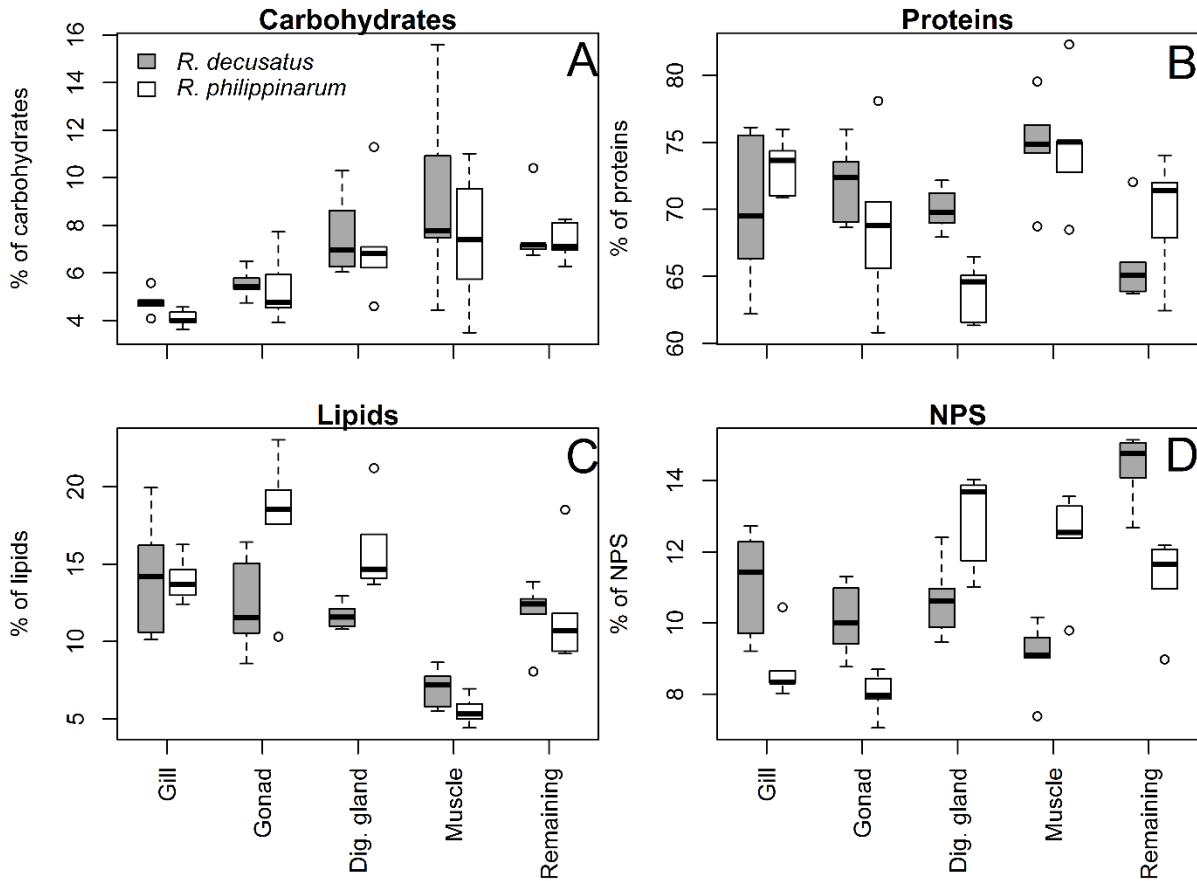 Carbohydrates
A
R. decusatus
R. philippinarum
% of carbohydrates
16
14
12
10
8
6
4
Proteins
B
% of proteins
80
75
70
65
60
Lipids
C
% of lipids
20
15
10
5
Gill
Gonad
Dig. gland
Muscle
Remaining
NPS
D
% of NPS
14
12
10
8
Gill
Gonad
Dig. gland
Muscle
Remaining